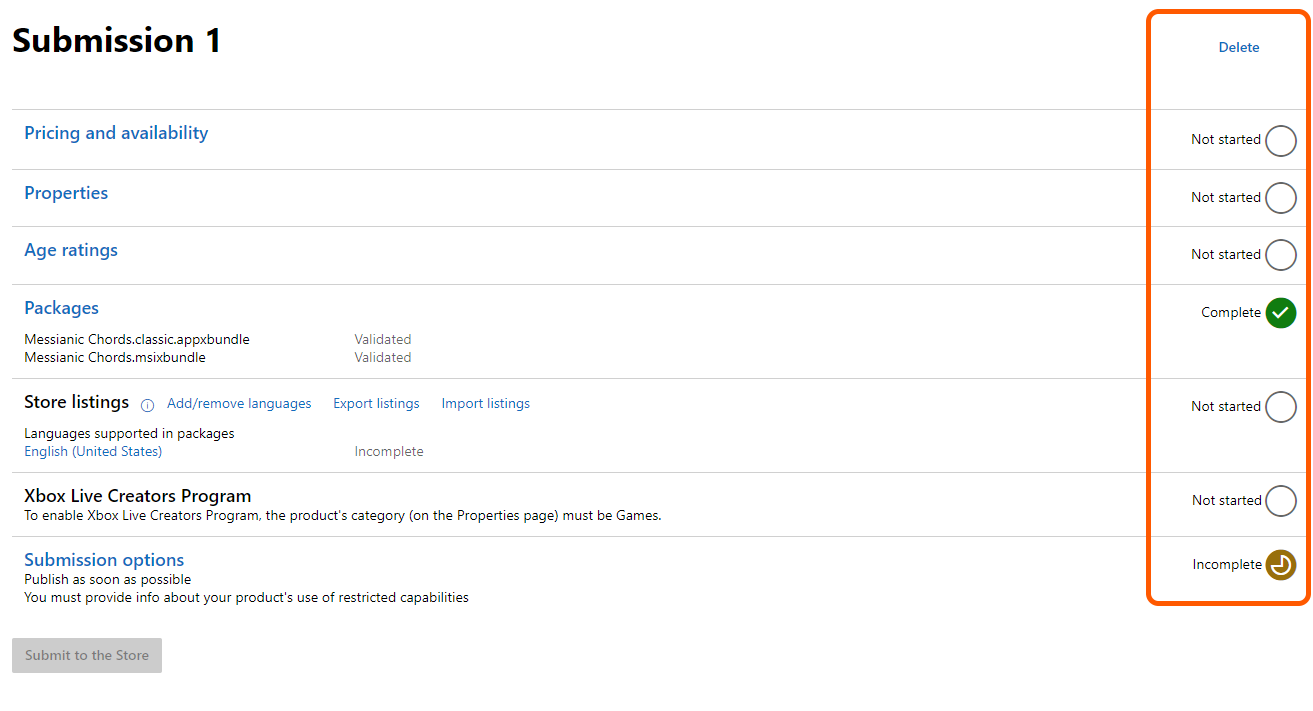 Submission 1
Delete
Pricing and availability
Not started
Properties
Not started
Age ratings
Not started
Packages
Complete
Messianic Chords.classic.appxbundle Validated
Messianic Chords.msixbundle Validated
Store listings Add/remove languages Export listings Import listings
Not started
Languages supported in packages
English (United States) Incomplete
Xbox Live Creators Program
Not started
To enable Xbox Live Creators Program, the product's category (on the Properties page) must be Games.
Submission options
Incomplete
Publish as soon as possible
You must provide info about your product's use of restricted capabilities
Submit to the Store